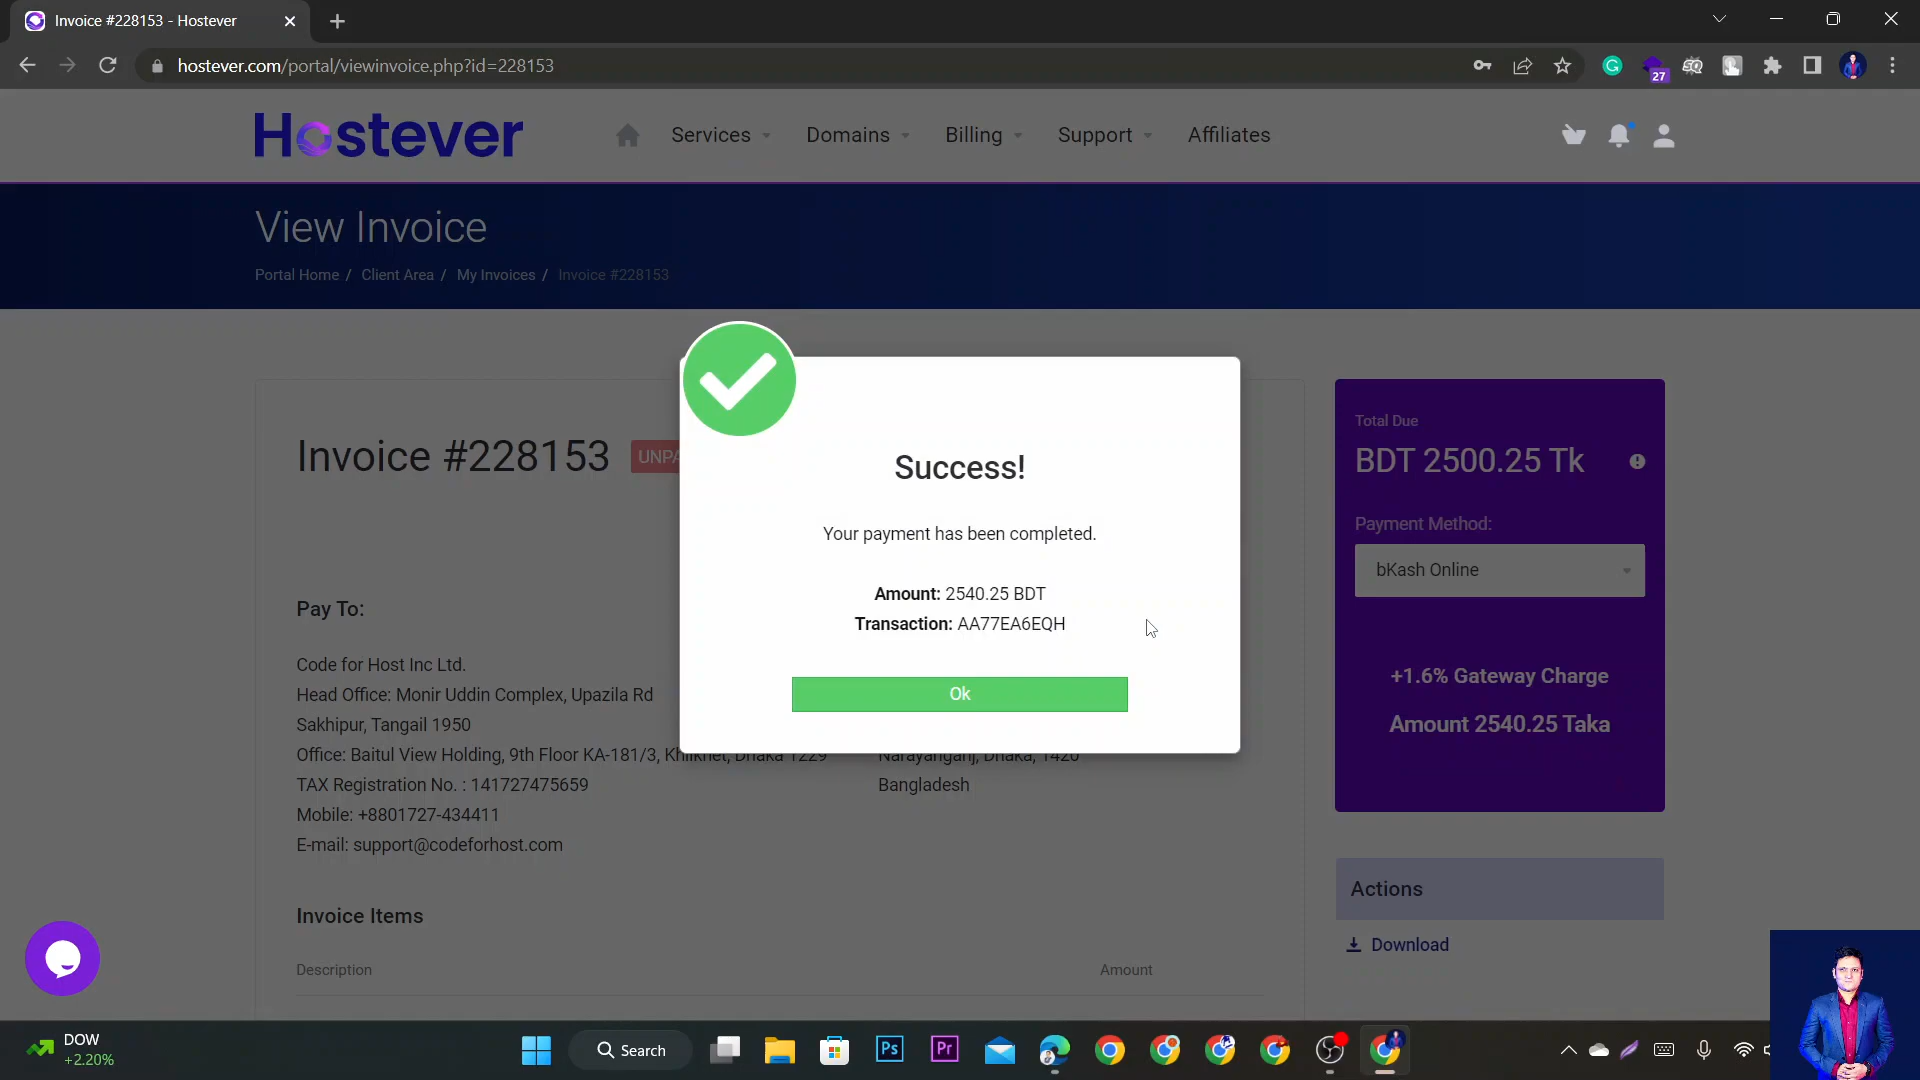 Invoice #228153 - Hostever
hostever.com/portal/viewinvoice.php?id=228153
27
Hostever
Services
Domains
Billing
Support
Affiliates
View Invoice
Portal Home / Client Area / My Invoices / Invoice #228153
Invoice #228153
UNPA
Success!
Your payment has been completed.
Amount: 2540.25 BDT
Transaction: AA77EA6EQH
Ok
Total Due
BDT 2500.25 Tk
Payment Method:
bKash Online
+1.6% Gateway Charge
Amount 2540.25 Taka
Pay To:
Code for Host Inc Ltd.
Head Office: Monir Uddin Complex, Upazila Rd
Sakhipur, Tangail 1950
Office: Baitul View Holding, 9th Floor KA-181/3, Khilkhet, Dhaka 1229
TAX Registration No. : 141727475659
Mobile: +8801727-434411
E-mail: support@codeforhost.com
Narayanganj, Dhaka, 1420
Bangladesh
Invoice Items
Description
Amount
Actions
Download
DOW
+2.20%
Search
Ps
Pr